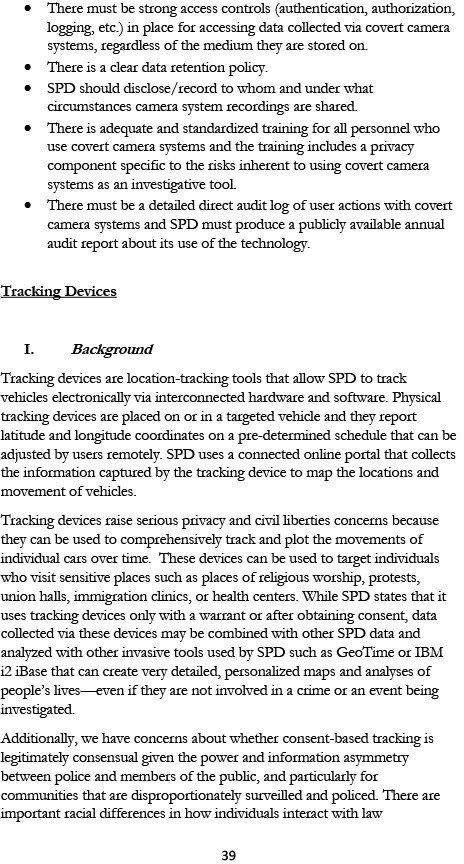 • There must be strong access controls (authentication, authorization,
logging, etc.) in place for accessing data collected via covert camera
systems, regardless of the medium they are stored on.
• There is a clear data retention policy.
• SPD should disclose/record to whom and under what
circumstances camera system recordings are shared.
• There is adequate and standardized training for all personnel who
use covert camera systems and the training includes a privacy
component specific to the risks inherent to using covert camera
systems as an investigative tool.
• There must be a detailed direct audit log of user actions with covert
camera systems and SPD must produce a publicly available annual
audit report about its use of the technology.
Tracking Devices
I. Background
Tracking devices are location-tracking tools that allow SPD to track
vehicles electronically via interconnected hardware and software. Physical
tracking devices are placed on or in a targeted vehicle and they report
latitude and longitude coordinates on a pre-determined schedule that can be
adjusted by users remotely. SPD uses a connected online portal that collects
the information captured by the tracking device to map the locations and
movement of vehicles.
Tracking devices raise serious privacy and civil liberties concerns because
they can be used to comprehensively track and plot the movements of
individual cars over time.  These devices can be used to target individuals
who visit sensitive places such as places of religious worship, protests,
union halls, immigration clinics, or health centers. While SPD states that it
uses tracking devices only with a warrant or after obtaining consent, data
collected via these devices may be combined with other SPD data and
analyzed with other invasive tools used by SPD such as GeoTime or IBM
i2 iBase that can create very detailed, personalized maps and analyses of
people’s lives—even if they are not involved in a crime or an event being
investigated.
Additionally, we have concerns about whether consent-based tracking is
legitimately consensual given the power and information asymmetry
between police and members of the public, and particularly for
communities that are disproportionately surveilled and policed. There are
important racial differences in how individuals interact with law
39